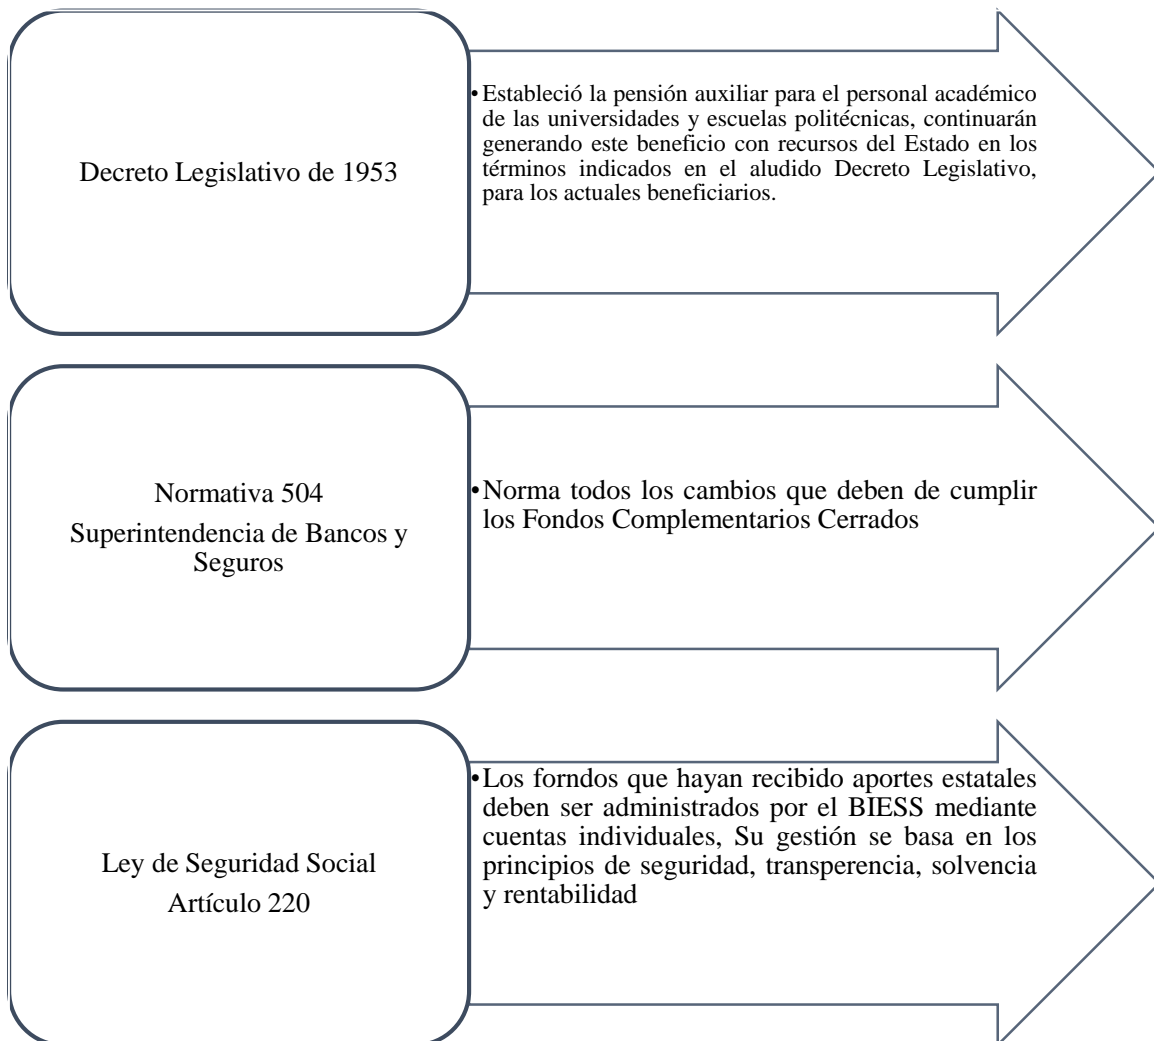 Decreto Legislativo de 1953
•Estableció la pensión auxiliar para el personal académico
de las universidades y escuelas politécnicas, continuarán
generando este beneficio con recursos del Estado en los
términos indicados en el aludido Decreto Legislativo,
para los actuales beneficiarios.
Normativa 504
Superintendencia de Bancos y
Seguros
•Norma todos los cambios que deben de cumplir
los Fondos Complementarios Cerrados
Ley de Seguridad Social
Artículo 220
•Los forndos que hayan recibido aportes estatales
deben ser administrados por el BIESS mediante
cuentas individuales, Su gestión se basa en los
principios de seguridad, transperencia, solvencia
y rentabilidad